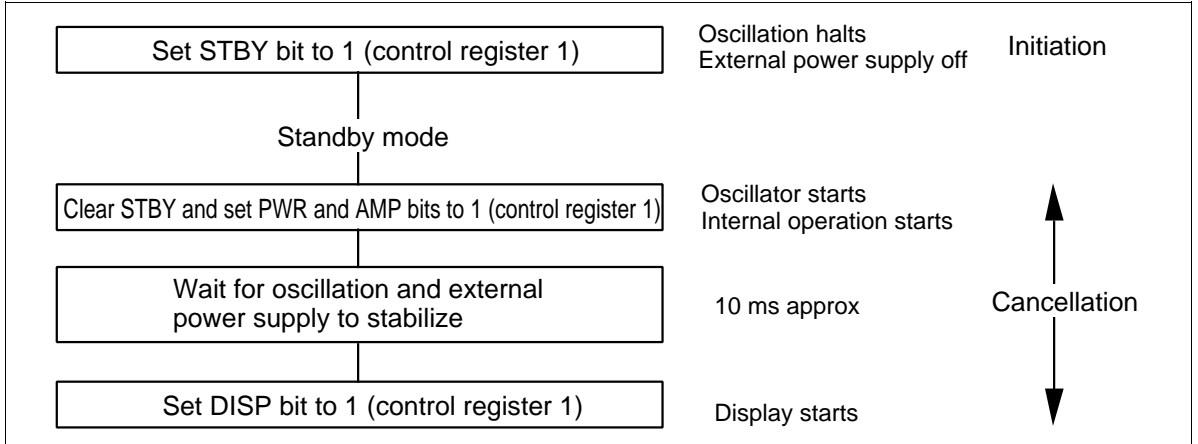 Set STBY bit to 1 (control register 1)
Oscillation halts
External power supply off
Initiation
Standby mode
Clear STBY and set PWR and AMP bits to 1 (control register 1)
Oscillator starts
Internal operation starts
Wait for oscillation and external
power supply to stabilize
10 ms approx
Cancellation
Set DISP bit to 1 (control register 1)
Display starts